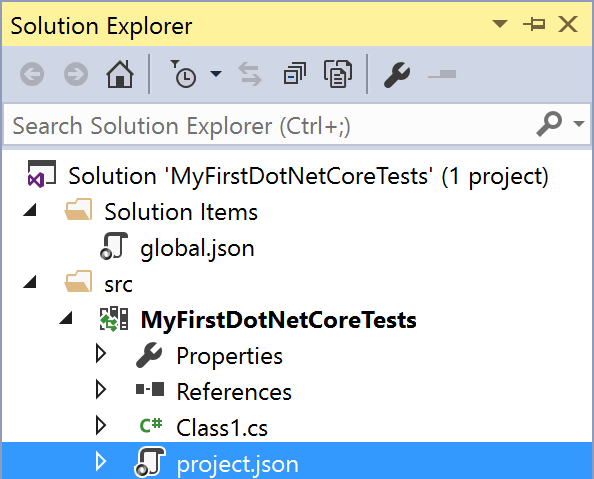 Solution Explorer
Search Solution Explorer (Ctrl+;)
Solution 'MyFirstDotNetCoreTests' (1 project)
Solution Items
global.json
src
MyFirstDotNetCoreTests
Properties
References
C# Class1.cs
project.json